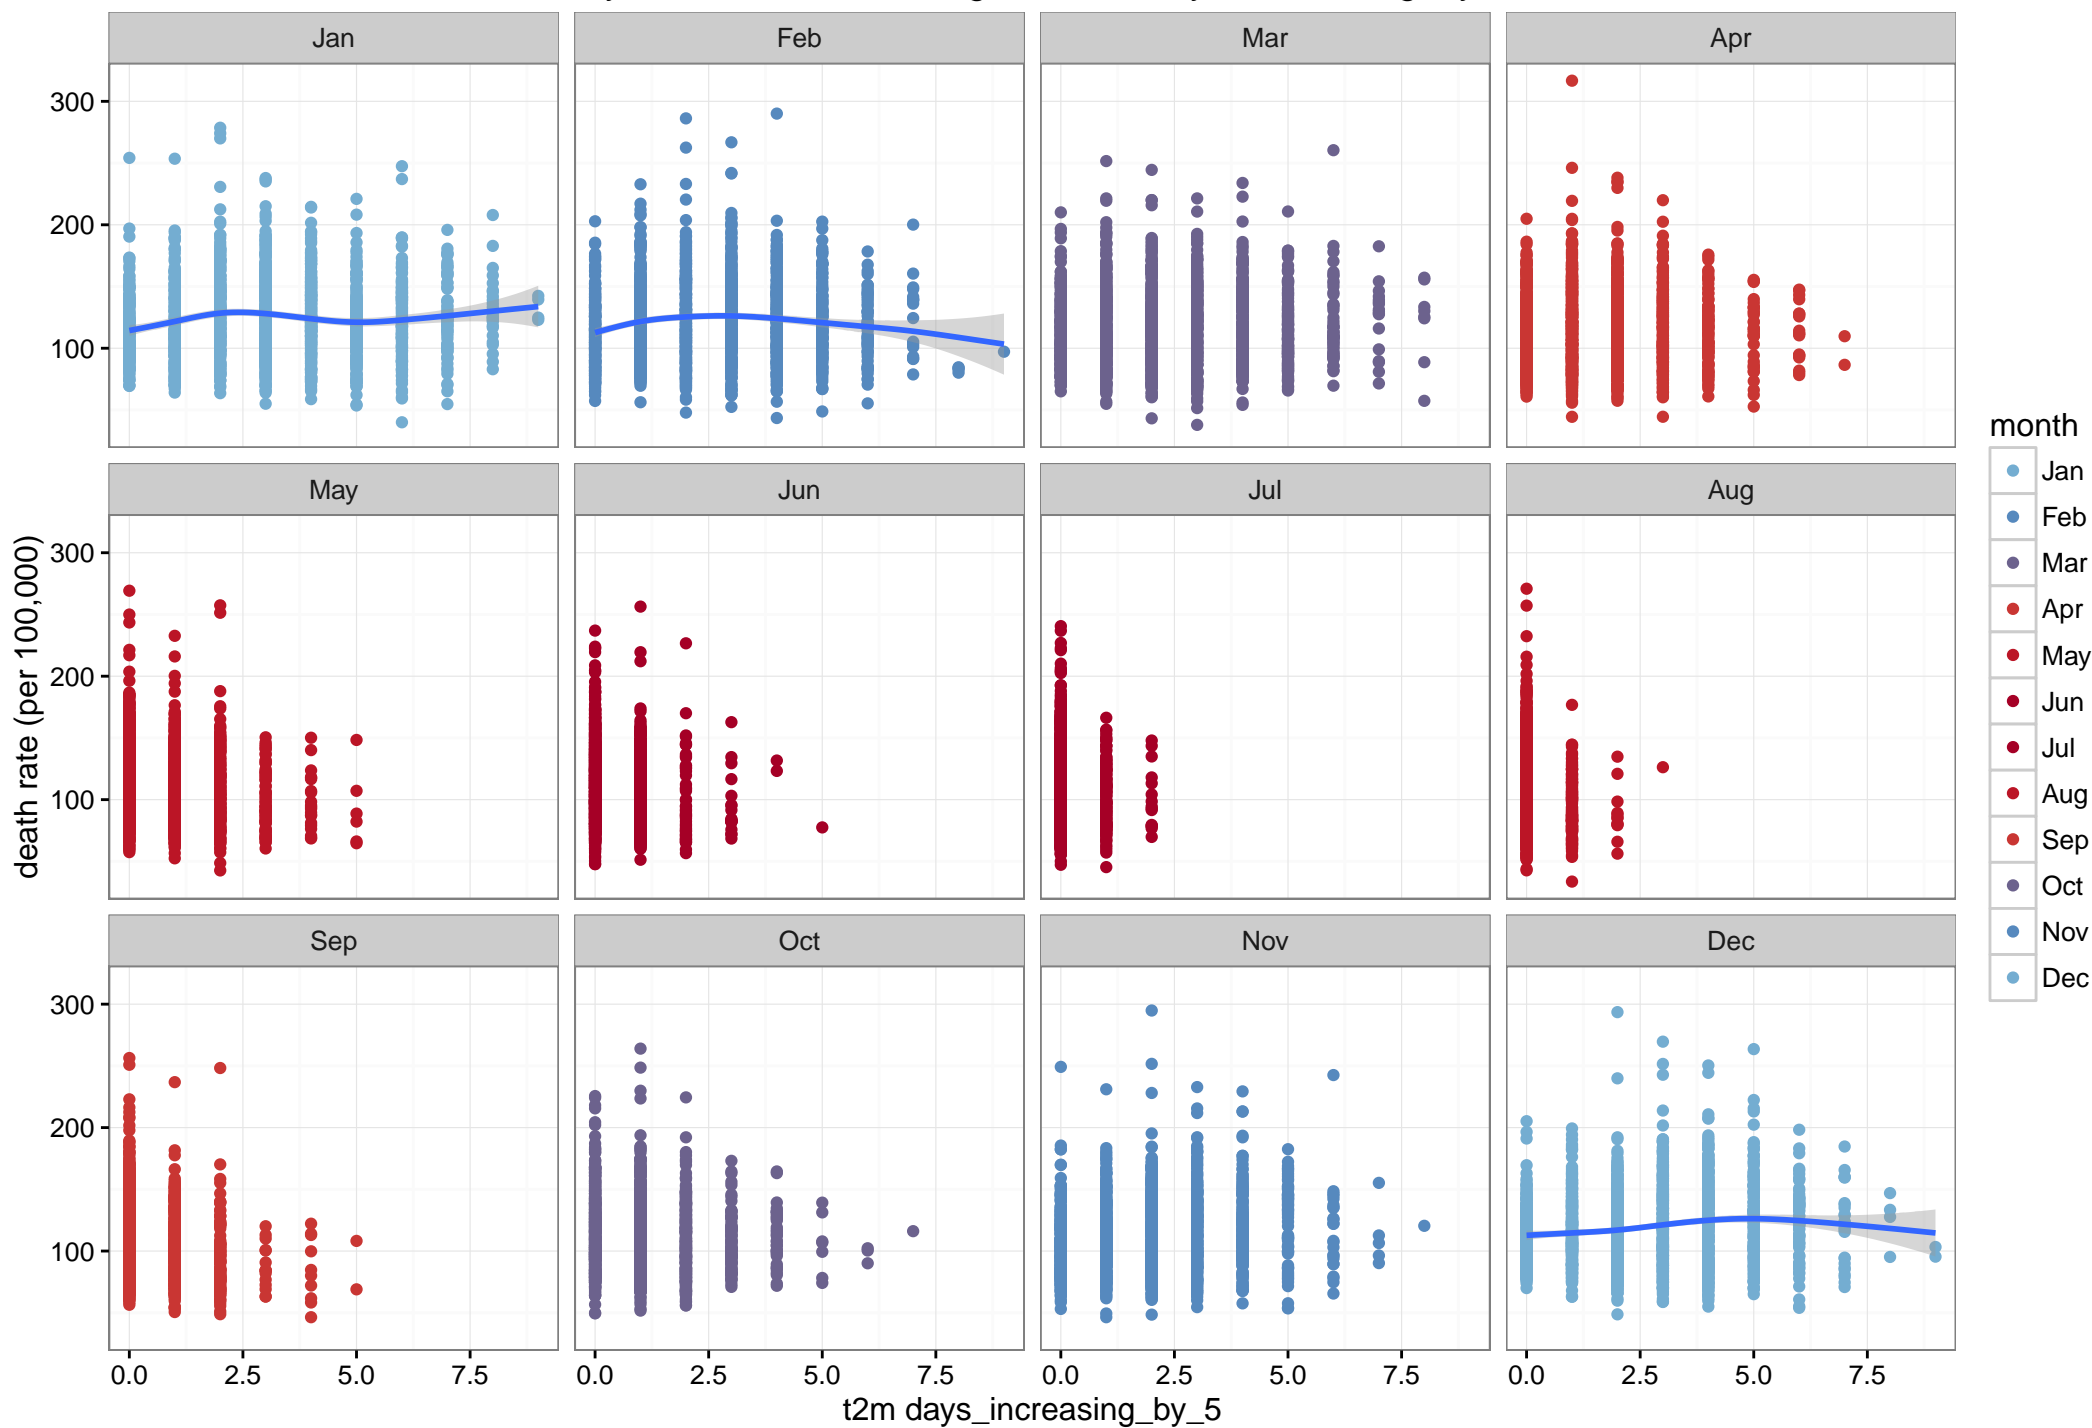 Jan Feb Mar Apr
300
200
100
May Jun Jul Aug
300
200
100
Sep Oct Nov Dec
300
200
100
0.0 2.5 5.0 7.5 0.0 2.5 5.0 7.5 0.0 2.5 5.0 7.5 0.0 2.5 5.0 7.5
t2m days_increasing_by_5
death rate (per 100,000)
month
Jan
Feb
Mar
Apr
May
Jun
Jul
Aug
Sep
Oct
Nov
Dec